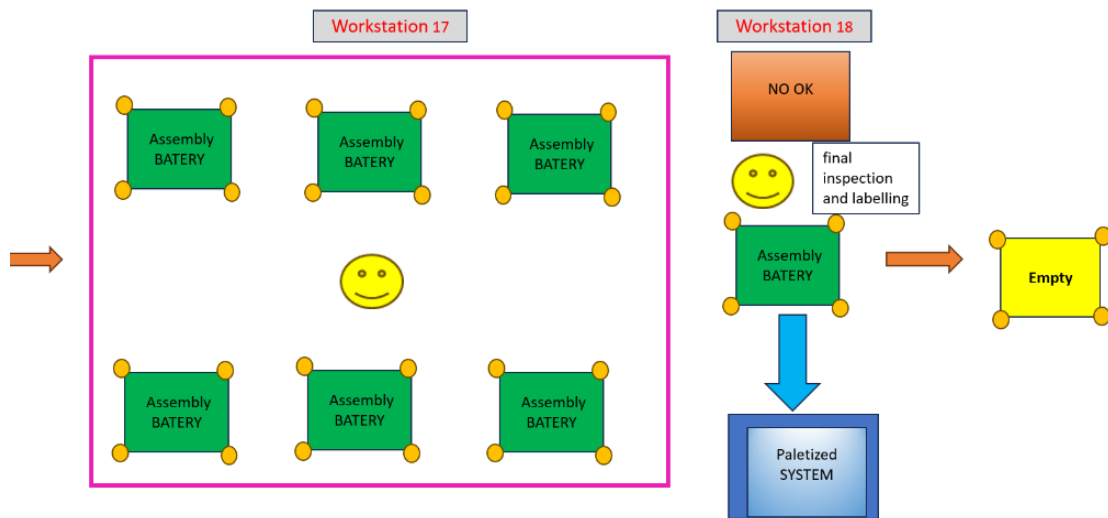 Workstation 17
Workstation 18
Assembly
BATERY
Assembly
BATERY
Assembly
BATERY
NO OK
final
inspection
and labelling
Assembly
BATERY
Empty
Assembly
BATERY
Assembly
BATERY
Assembly
BATERY
Paletized
SYSTEM